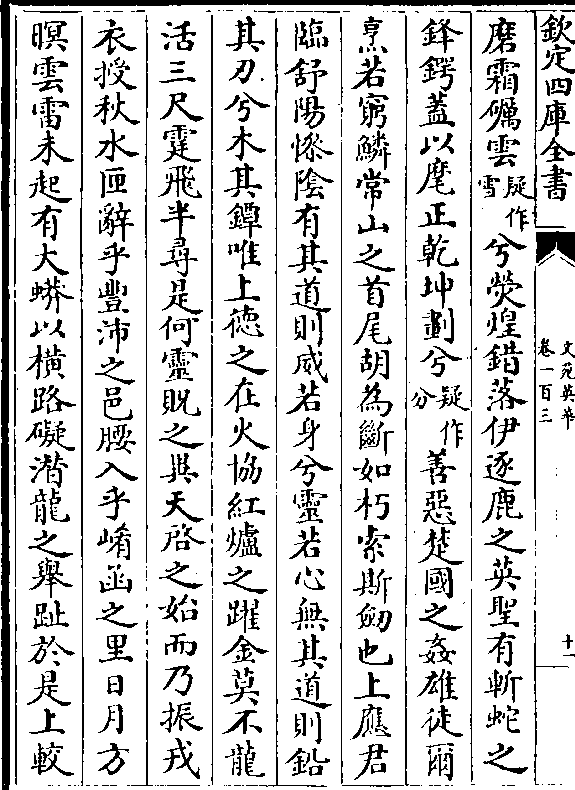 欽定四庫全書
文苑英華
卷一百三
十一
磨霜礪雲疑作雪兮熒煌錯落伊逐鹿之英聖有斬蛇之
鋒鍔蓋以麾正乾坤劃兮疑作分善惡楚國之姦雄徒爾
烹若窮鱗常山之首尾胡為斷如朽索斯劒也上應君
臨舒陽慘陰有其道則威若身兮靈若心無其道則鉛
其刃兮木其鐔唯上徳之在火協紅爐之躍金莫不龍
活三尺霆飛半尋是何靈貺之與天啓之始而乃振戎
衣授秋水匣辭乎豐沛之邑腰入乎崤函之里日月方
暝雲雷未起有大蟒以橫路礙潛龍之舉趾於是上較